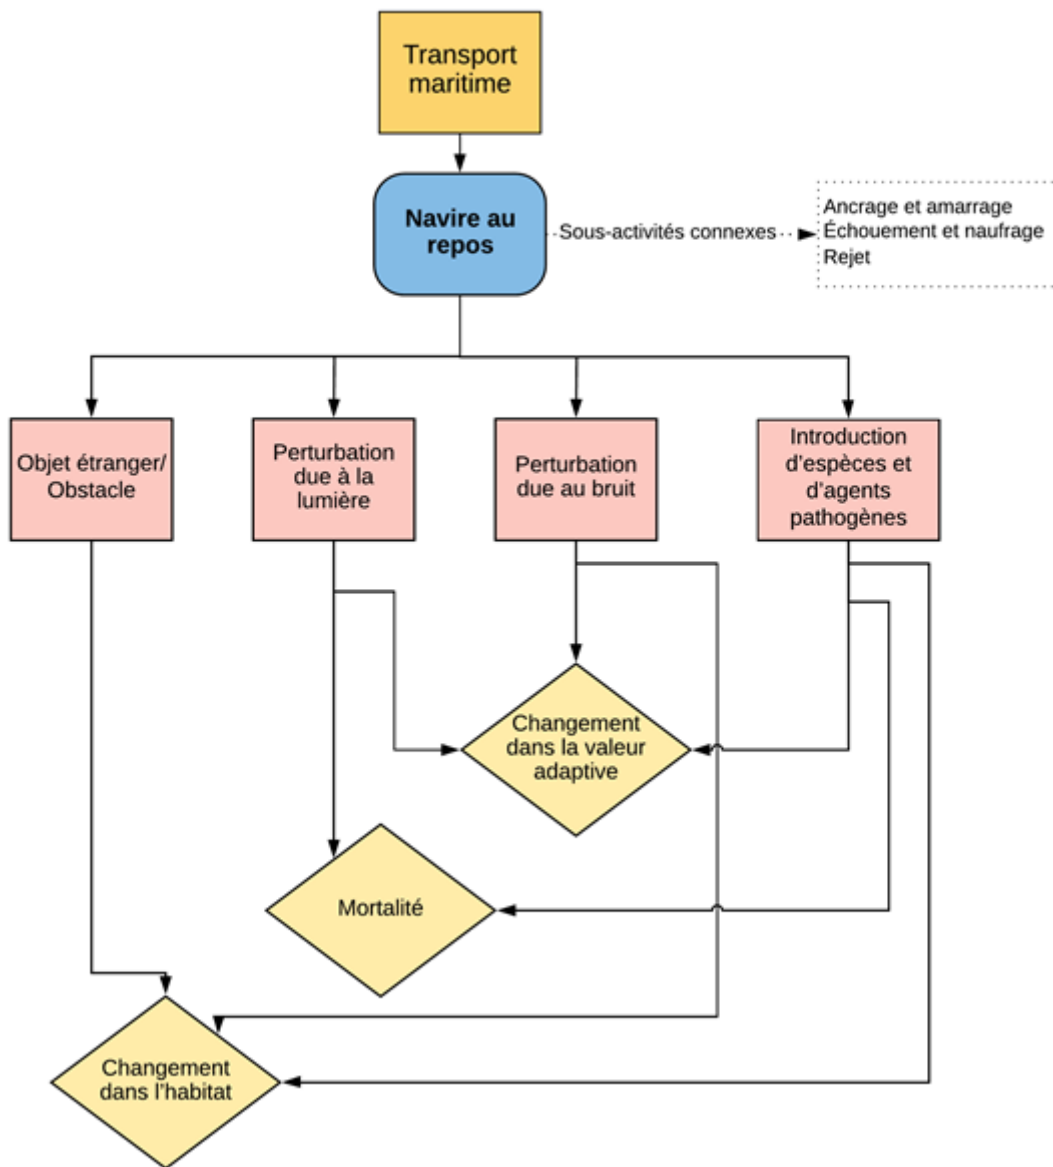 Transport
maritime
Navire au
repos
Sous-activités connexes
Ancrage et amarrage
Échouement et naufrage
Rejet
Objet étranger/
Obstacle
Perturbation
due à la
lumière
Perturbation
due au bruit
Introduction
d'espèces et
d'agents
pathogènes
Changement
dans la valeur
adaptive
Mortalité
Changement
dans l'habitat